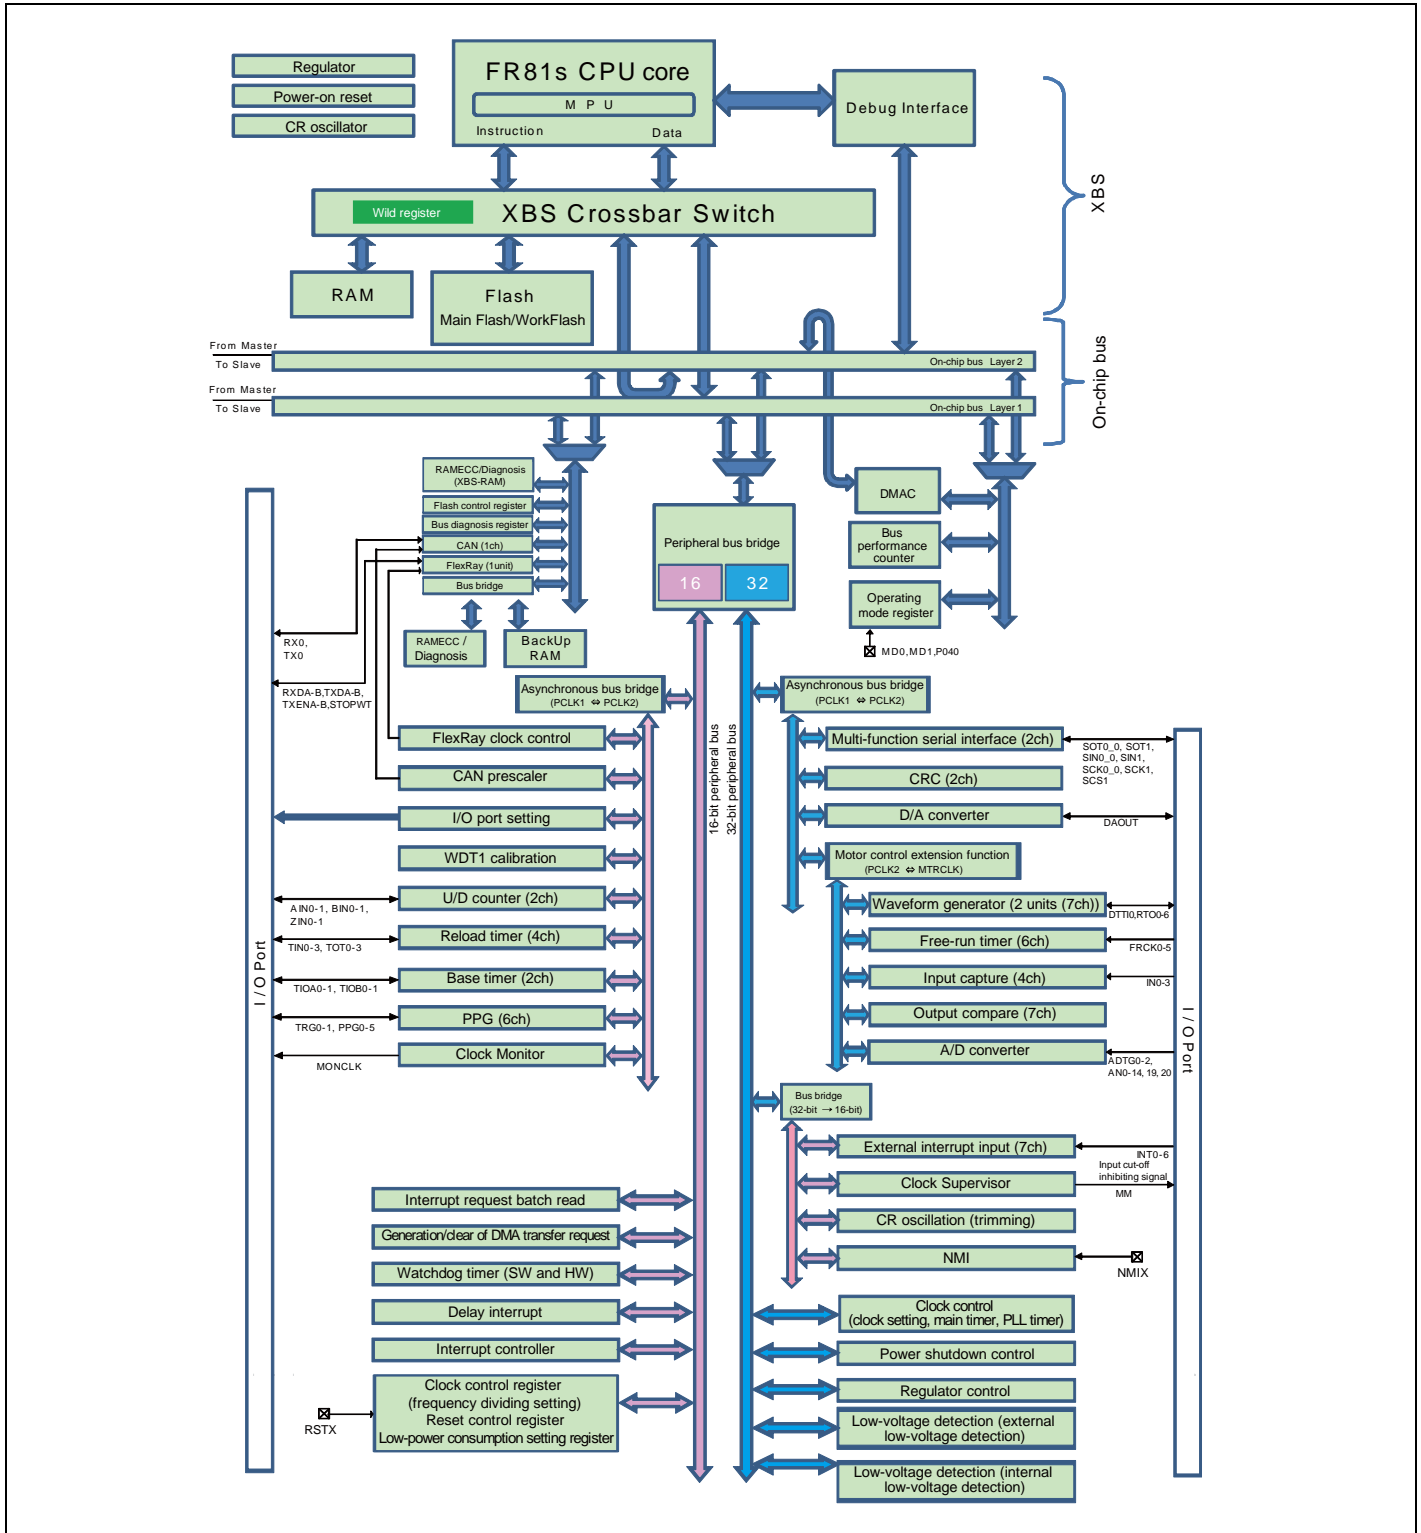 Regulator
Power-on reset
CR oscillator
FR81s CPU core
M P U
Instruction
Data
Debug Interface
XBS
Wild register
XBS Crossbar Switch
RAM
Flash
Main Flash/WorkFlash
From Master
To Slave
On-chip bus Layer 2
From Master
To Slave
On-chip bus Layer 1
On-chip bus
RAMECC/Diagnosis
(XBS-RAM)
Flash control register
Bus diagnosis register
CAN (1ch)
FlexRay (1unit)
Bus bridge
RAMECC /
Diagnosis
BackUp
RAM
Peripheral bus bridge
16
32
DMAC
Bus
performance
counter
Operating
mode register
MD0,MD1,P040
RX0,
TX0
RXDA-B,TXDA-B,
TXENA-B,STOPWT
Asynchronous bus bridge
(PCLK1 ⇔ PCLK2)
Asynchronous bus bridge
(PCLK1 ⇔ PCLK2)
16-bit peripheral bus
32-bit peripheral bus
FlexRay clock control
CAN prescaler
I/O port setting
WDT1 calibration
U/D counter (2ch)
AIN0-1, BIN0-1,
ZIN0-1
Reload timer (4ch)
TIN0-3, TOT0-3
Base timer (2ch)
TIOA0-1, TIOB0-1
PPG (6ch)
TRG0-1, PPG0-5
Clock Monitor
MONCLK
I / O Port
Multi-function serial interface (2ch)
SOT0_0, SOT1,
SIN0_0, SIN1,
SCK0_0, SCK1,
SCS1
CRC (2ch)
D/A converter
DAOUT
Motor control extension function
(PCLK2 ⇔ MTRCLK)
Waveform generator (2 units (7ch))
DTTI0,RTO0-6
Free-run timer (6ch)
FRCK0-5
Input capture (4ch)
IN0-3
Output compare (7ch)
A/D converter
ADTG0-2,
AN0-14, 19, 20
I / O Port
Bus bridge
(32-bit → 16-bit)
External interrupt input (7ch)
INT0-6
Input cut-off
inhibiting signal
Clock Supervisor
MM
CR oscillation (trimming)
NMI
NMIX
Interrupt request batch read
Generation/clear of DMA transfer request
Watchdog timer (SW and HW)
Delay interrupt
Interrupt controller
Clock control register
(frequency dividing setting)
Reset control register
Low-power consumption setting register
RSTX
Clock control
(clock setting, main timer, PLL timer)
Power shutdown control
Regulator control
Low-voltage detection (external
low-voltage detection)
Low-voltage detection (internal
low-voltage detection)